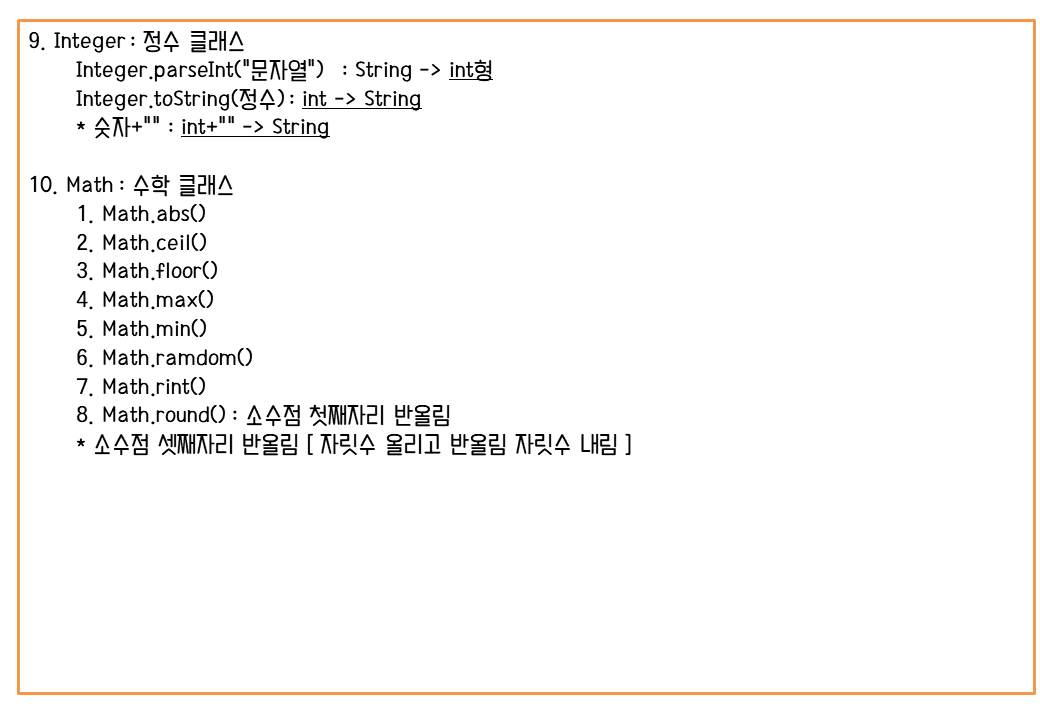 9. Integer : 정수 클래스
Integer.parseInt("문자열") : String -> int형
Integer.toString(정수) : int -> String
* 숫자+"" : int+"" -> String
10. Math : 수학 클래스
1. Math.abs()
2. Math.ceil()
3. Math.floor()
4. Math.max()
5. Math.min()
6. Math.ramdom()
7. Math.rint()
8. Math.round() : 소수점 첫째자리 반올림
* 소수점 셋째자리 반올림 [ 자릿수 올리고 반올림 자릿수 내림 ]